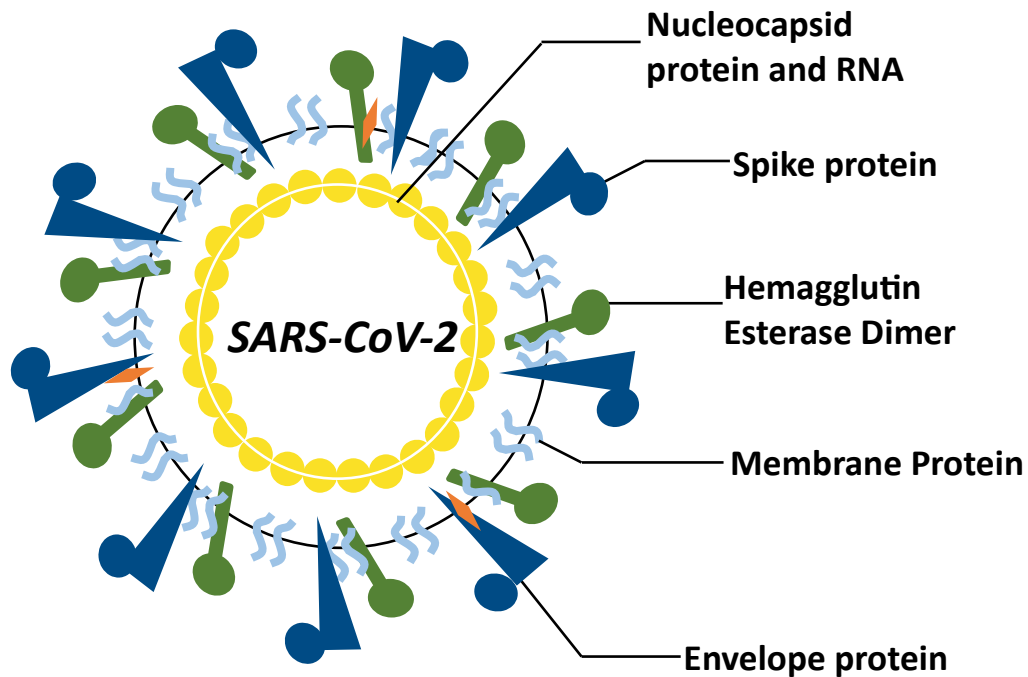 Nucleocapsid
protein and RNA
Spike protein
Hemagglutin
Esterase Dimer
SARS-CoV-2
Membrane Protein
Envelope protein